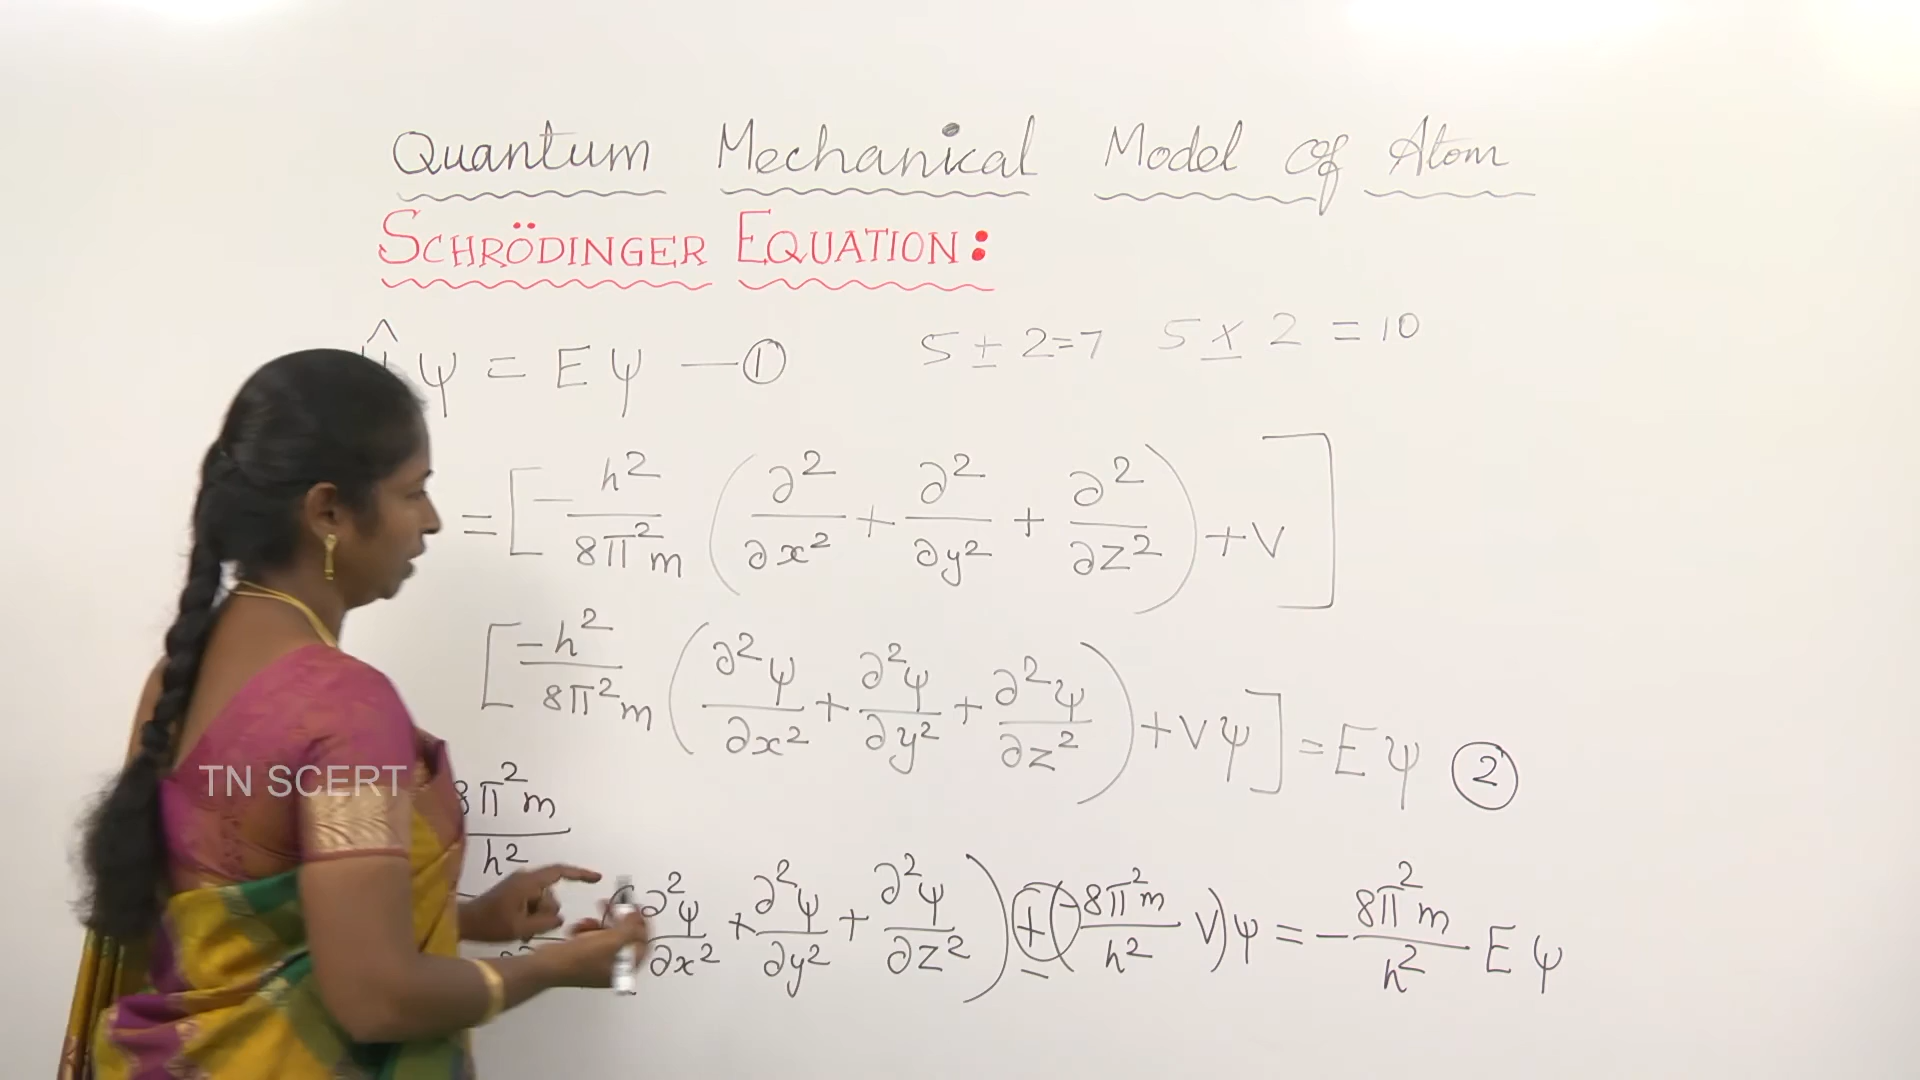 Quantum Mechanical Model of Atom
SCHRÖDINGER EQUATION:
ψ = Eψ — ① 5 ± 2=7 5 × 2 = 10
= [ - h² / 8π²m ( ∂²/∂x² + ∂²/∂y² + ∂²/∂z² ) + V ]
[ -h² / 8π²m ( ∂²ψ/∂x² + ∂²ψ/∂y² + ∂²ψ/∂z² ) + Vψ ] = Eψ ②
8π²m / h²
( ∂²ψ/∂x² + ∂²ψ/∂y² + ∂²ψ/∂z² ) + ( - 8π²m / h² V ) ψ = - 8π²m / h² E ψ
TN SCERT